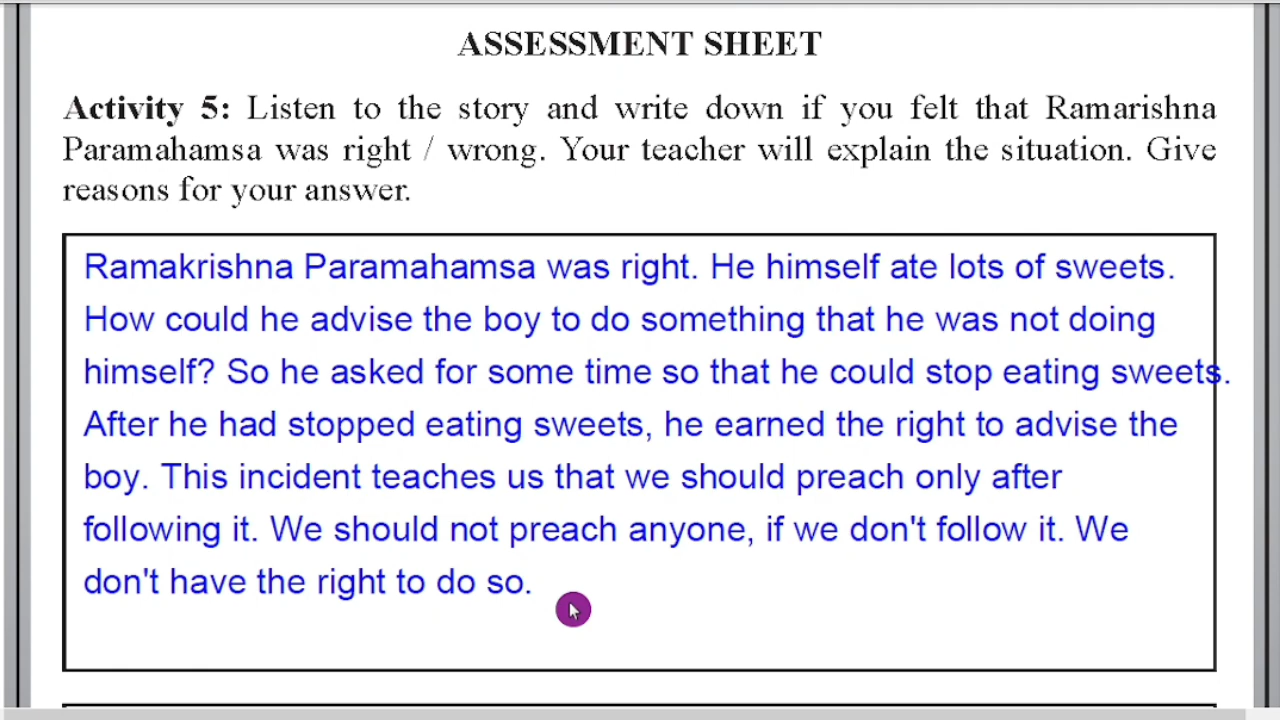 ASSESSMENT SHEET
Activity 5: Listen to the story and write down if you felt that Ramarishna
Paramahamsa was right / wrong. Your teacher will explain the situation. Give
reasons for your answer.
Ramakrishna Paramahamsa was right. He himself ate lots of sweets.
How could he advise the boy to do something that he was not doing
himself? So he asked for some time so that he could stop eating sweets.
After he had stopped eating sweets, he earned the right to advise the
boy. This incident teaches us that we should preach only after
following it. We should not preach anyone, if we don't follow it. We
don't have the right to do so.